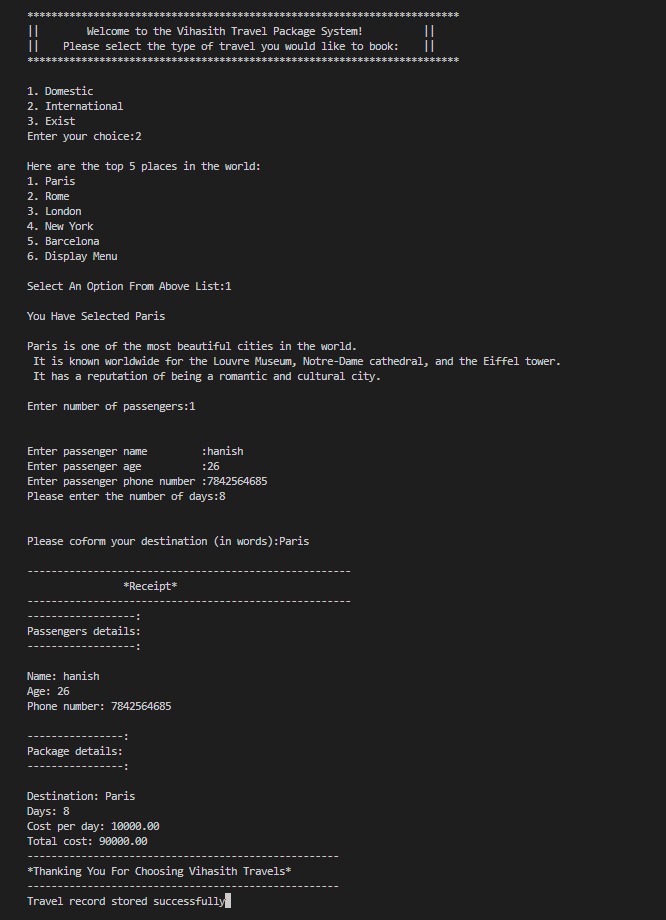 ************************************************************************
||        Welcome to the Vihasith Travel Package System!          ||
||    Please select the type of travel you would like to book:    ||
************************************************************************
1. Domestic
2. International
3. Exist
Enter your choice:2
Here are the top 5 places in the world:
1. Paris
2. Rome
3. London
4. New York
5. Barcelona
6. Display Menu
Select An Option From Above List:1
You Have Selected Paris
Paris is one of the most beautiful cities in the world.
 It is known worldwide for the Louvre Museum, Notre-Dame cathedral, and the Eiffel tower.
 It has a reputation of being a romantic and cultural city.
Enter number of passengers:1
Enter passenger name         :hanish
Enter passenger age          :26
Enter passenger phone number :7842564685
Please enter the number of days:8
Please coform your destination (in words):Paris
------------------------------------------------------
                *Receipt*
------------------------------------------------------
------------------:
Passengers details:
------------------:
Name: hanish
Age: 26
Phone number: 7842564685
----------------:
Package details:
----------------:
Destination: Paris
Days: 8
Cost per day: 10000.00
Total cost: 90000.00
----------------------------------------------------
*Thanking You For Choosing Vihasith Travels*
----------------------------------------------------
Travel record stored successfully